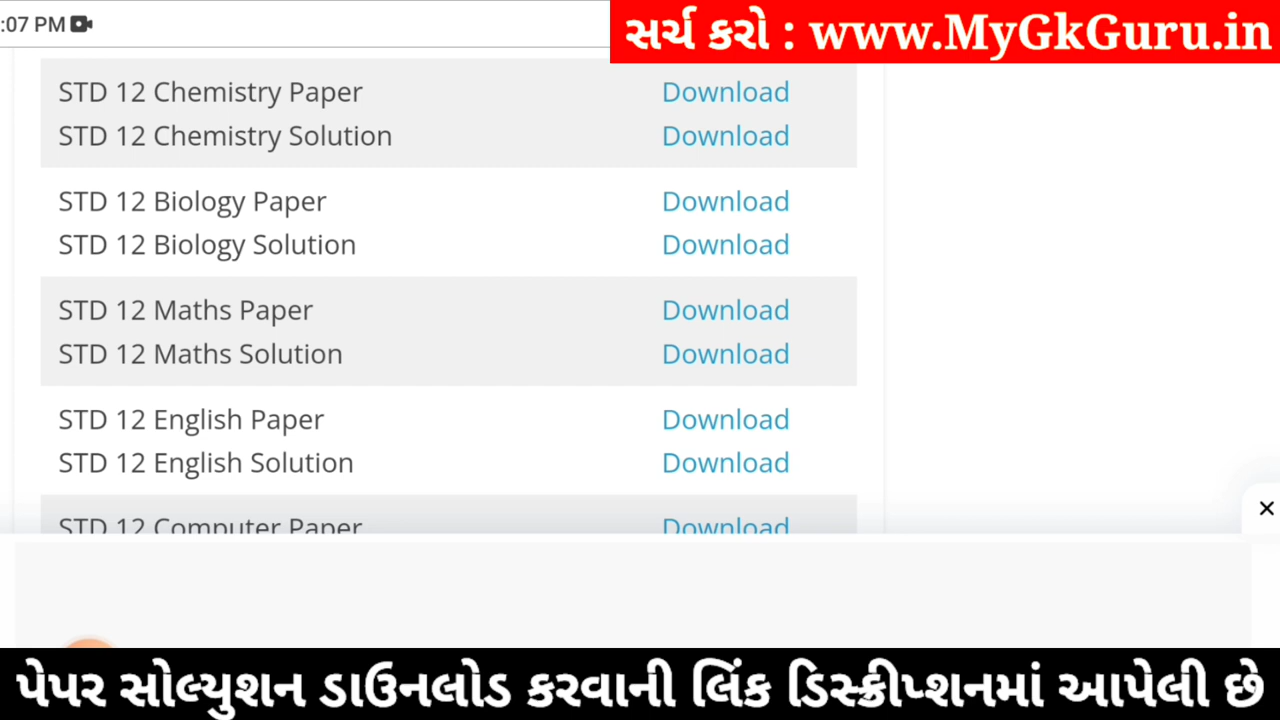 :07 PM
સર્ચ કરો : www.MyGkGuru.in
STD 12 Chemistry Paper Download
STD 12 Chemistry Solution Download
STD 12 Biology Paper Download
STD 12 Biology Solution Download
STD 12 Maths Paper Download
STD 12 Maths Solution Download
STD 12 English Paper Download
STD 12 English Solution Download
STD 12 Computer Paper Download
પેપર સોલ્યુશન ડાઉનલોડ કરવાની લિંક ડિસ્ક્રીપ્શનમાં આપેલી છે